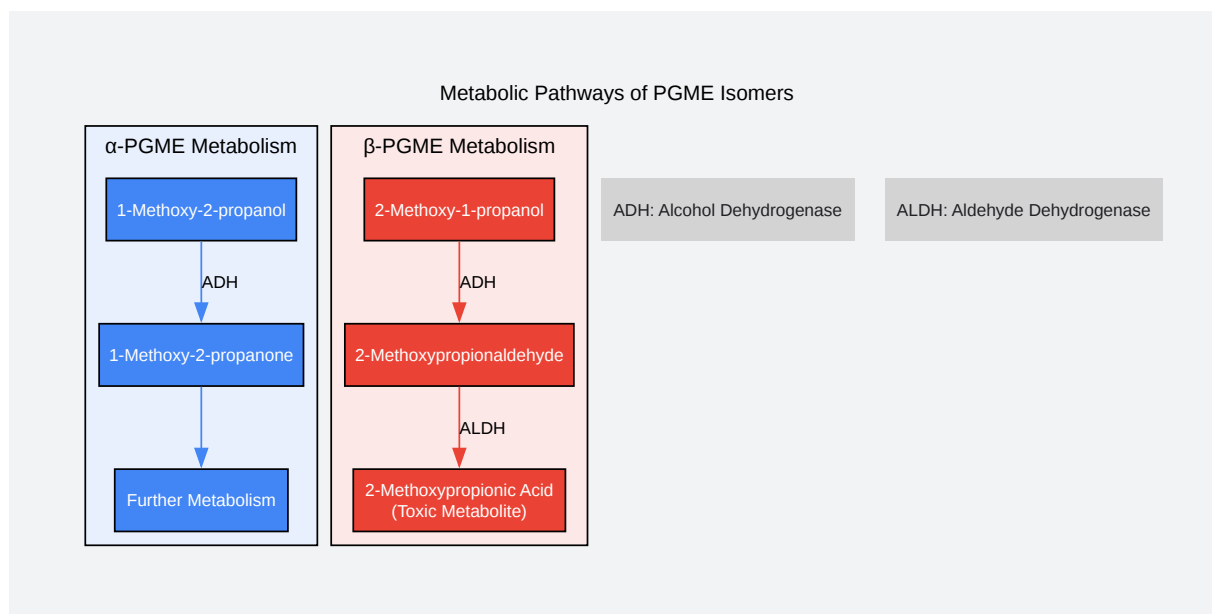 Metabolic Pathways of PGME Isomers
α-PGME Metabolism
1-Methoxy-2-propanol
ADH
1-Methoxy-2-propanone
Further Metabolism
β-PGME Metabolism
2-Methoxy-1-propanol
ADH
2-Methoxypropionaldehyde
ALDH
2-Methoxypropionic Acid
(Toxic Metabolite)
ADH: Alcohol Dehydrogenase
ALDH: Aldehyde Dehydrogenase